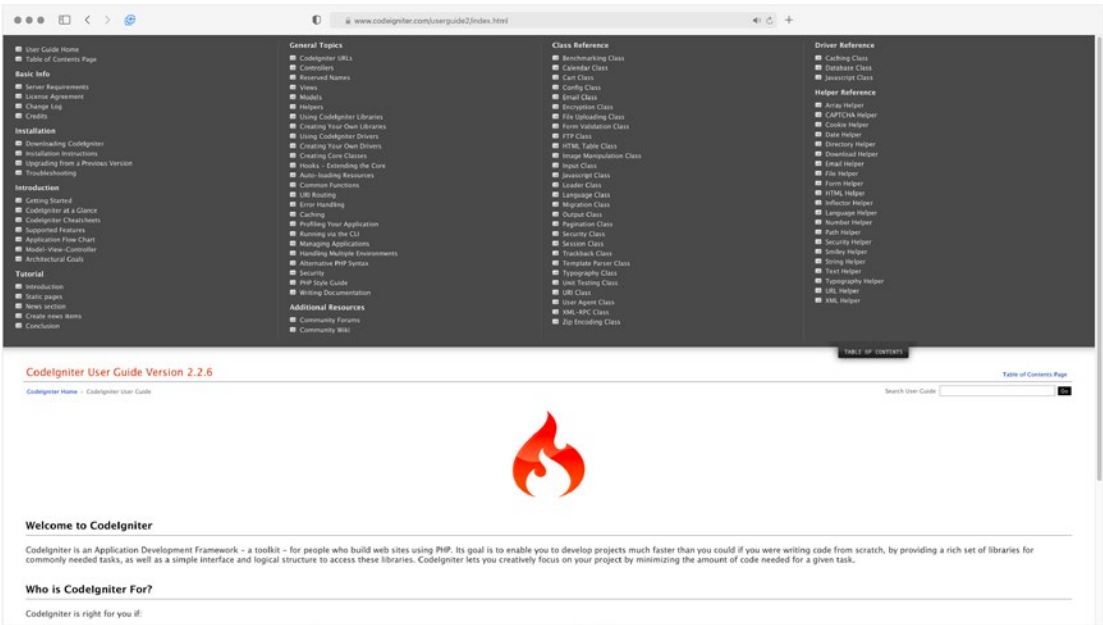 www.codeigniter.com/userguide2/index.html
User Guide Home
Table of Contents Page
Basic Info
Server Requirements
License Agreement
Change Log
Credits
Installation
Downloading CodeIgniter
Installation Instructions
Upgrading from a Previous Version
Troubleshooting
Introduction
Getting Started
CodeIgniter at a Glance
CodeIgniter Cheatsheets
Supported Features
Application Flow Chart
Model-View-Controller
Architectural Goals
Tutorial
Introduction
Static pages
News section
Create news items
Conclusion
General Topics
CodeIgniter URLs
Controllers
Reserved Names
Views
Models
Helpers
Using CodeIgniter Libraries
Creating Your Own Libraries
Using CodeIgniter Drivers
Creating Your Own Drivers
Creating Core Classes
Hooks - Extending the Core
Auto-loading Resources
Common Functions
URI Routing
Error Handling
Caching
Profiling Your Application
Running via the CLI
Managing Applications
Handling Multiple Environments
Alternative PHP Syntax
Security
PHP Style Guide
Writing Documentation
Additional Resources
Community Forums
Community Wiki
Class Reference
Benchmarking Class
Calendar Class
Cart Class
Config Class
Email Class
Encryption Class
File Uploading Class
Form Validation Class
FTP Class
HTML Table Class
Image Manipulation Class
Input Class
Javascript Class
Loader Class
Language Class
Migration Class
Output Class
Pagination Class
Security Class
Session Class
Trackback Class
Template Parser Class
Typography Class
Unit Testing Class
URI Class
User Agent Class
XML-RPC Class
Zip Encoding Class
Driver Reference
Caching Class
Database Class
Javascript Class
Helper Reference
Array Helper
CAPTCHA Helper
Cookie Helper
Date Helper
Directory Helper
Download Helper
Email Helper
File Helper
Form Helper
HTML Helper
Inflector Helper
Language Helper
Number Helper
Path Helper
Security Helper
Smiley Helper
String Helper
Text Helper
Typography Helper
URL Helper
XML Helper
TABLE OF CONTENTS
CodeIgniter User Guide Version 2.2.6
Table of Contents Page
CodeIgniter Home › CodeIgniter User Guide
Search User Guide Go
Welcome to CodeIgniter
CodeIgniter is an Application Development Framework - a toolkit - for people who build web sites using PHP. Its goal is to enable you to develop projects much faster than you could if you were writing code from scratch, by providing a rich set of libraries for
commonly needed tasks, as well as a simple interface and logical structure to access these libraries. CodeIgniter lets you creatively focus on your project by minimizing the amount of code needed for a given task.
Who is CodeIgniter For?
CodeIgniter is right for you if: